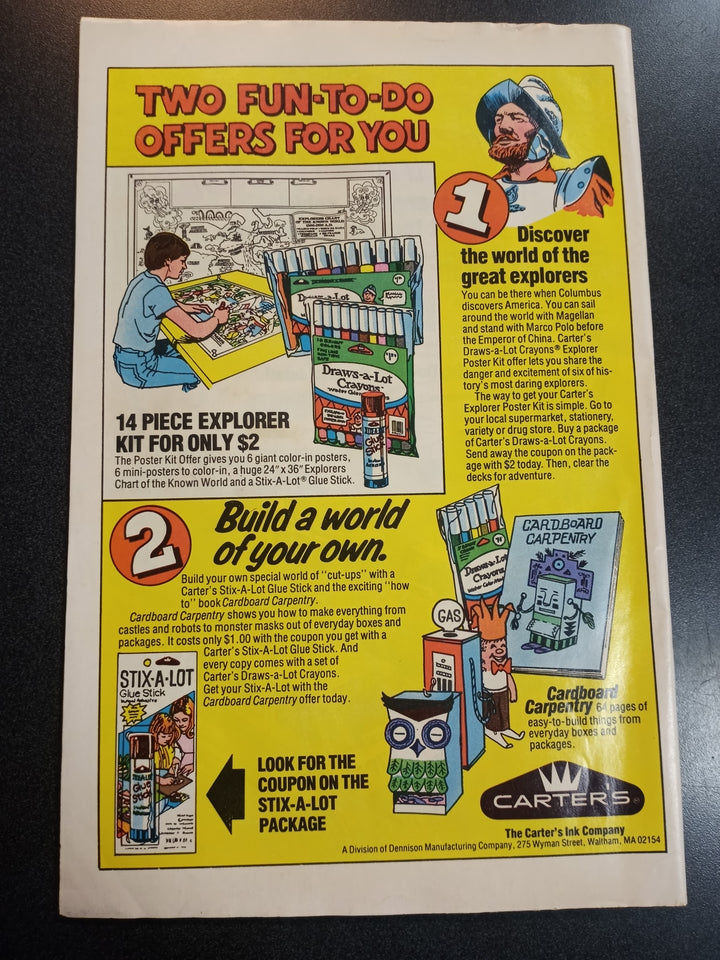 TWO FUN-TO-DO
OFFERS FOR YOU
1
Discover
the world of the
great explorers
You can be there when Columbus
discovers America. You can sail
around the world with Magellan
and stand with Marco Polo before
the Emperor of China. Carter's
Draws-a-Lot Crayons® Explorer
Poster Kit offer lets you share the
danger and excitement of six of his-
tory's most daring explorers.
The way to get your Carter's
Explorer Poster Kit is simple. Go to
your local supermarket, stationery,
variety or drug store. Buy a package
of Carter's Draws-a-Lot Crayons.
Send away the coupon on the pack-
age with $2 today. Then, clear the
decks for adventure.
EXPLORERS CHART
OF THE KNOWN WORLD
Draws-a-Lot
Crayons
Glue
Stick
14 PIECE EXPLORER
KIT FOR ONLY $2
The Poster Kit Offer gives you 6 giant color-in posters,
6 mini-posters to color-in, a huge 24" x 36" Explorers
Chart of the Known World and a Stix-A-Lot® Glue Stick.
2
Build a world
of your own.
Build your own special world of "cut-ups" with a
Carter's Stix-A-Lot Glue Stick and the exciting "how
to" book Cardboard Carpentry.
Cardboard Carpentry shows you how to make everything from
castles and robots to monster masks out of everyday boxes and
packages. It costs only $1.00 with the coupon you get with a
Carter's Stix-A-Lot Glue Stick. And
every copy comes with a set of
Carter's Draws-a-Lot Crayons.
Get your Stix-A-Lot with the
Cardboard Carpentry offer today.
STIX-A-LOT
Glue Stick
Glue
Stick
LOOK FOR THE
COUPON ON THE
STIX-A-LOT
PACKAGE
Draws-a-Lot
Crayons
CARDBOARD
CARPENTRY
GAS
Cardboard
Carpentry 64 pages of
easy-to-build things from
everyday boxes and
packages.
CARTER'S®
The Carter's Ink Company
A Division of Dennison Manufacturing Company, 275 Wyman Street, Waltham, MA 02154